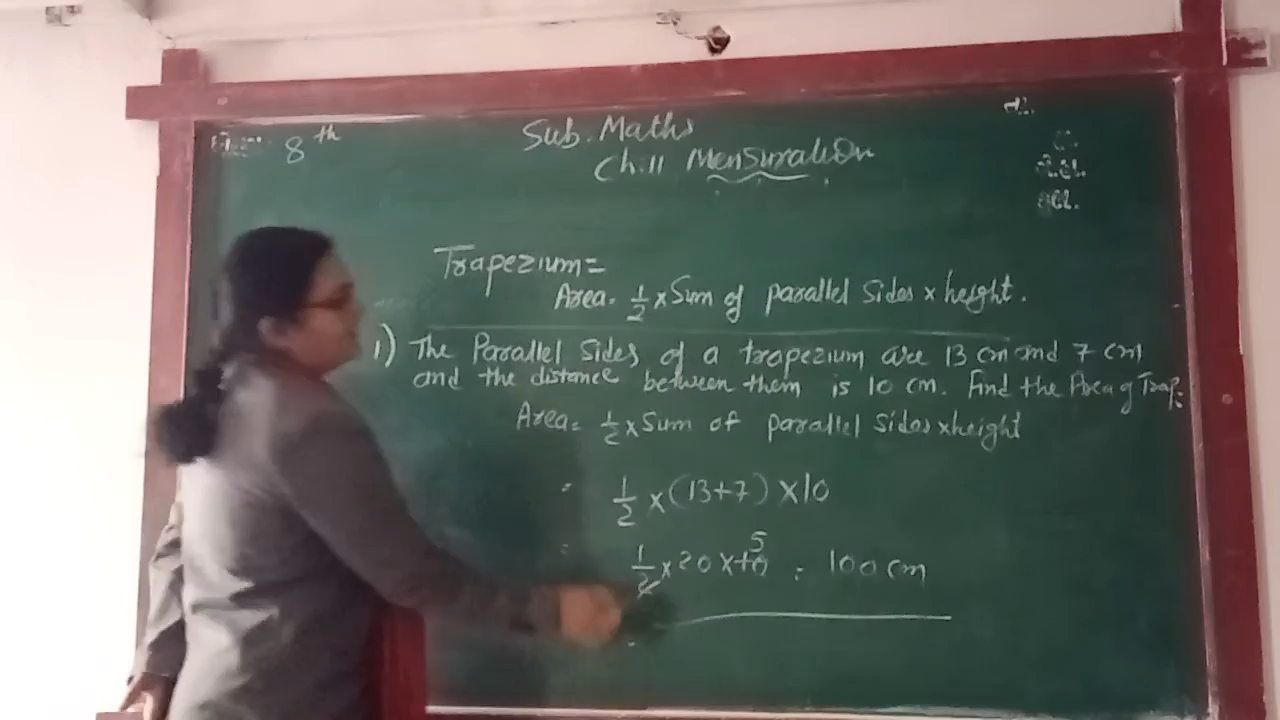 8th
Sub. Maths
Ch.11 Mensuration
Trapezium=
Area= 1/2 × Sum of parallel Sides × height.
1) The Parallel Sides of a trapezium are 13 cm and 7 cm
and the distance between them is 10 cm. Find the Area of Trap.
Area= 1/2 × Sum of parallel Sides × height
= 1/2 × (13+7) × 10
= 1/2 × 20 × 10 5 = 100 cm